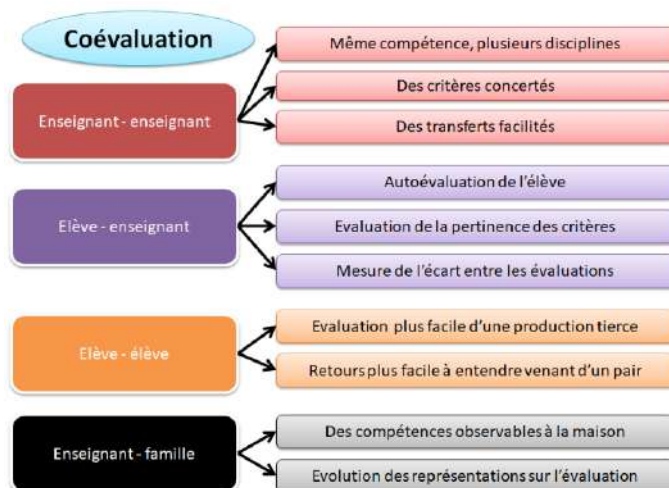 Coévaluation
Enseignant - enseignant
Même compétence, plusieurs disciplines
Des critères concertés
Des transferts facilités
Elève - enseignant
Autoévaluation de l'élève
Evaluation de la pertinence des critères
Mesure de l'écart entre les évaluations
Elève - élève
Evaluation plus facile d'une production tierce
Retours plus facile à entendre venant d'un pair
Enseignant - famille
Des compétences observables à la maison
Evolution des représentations sur l'évaluation